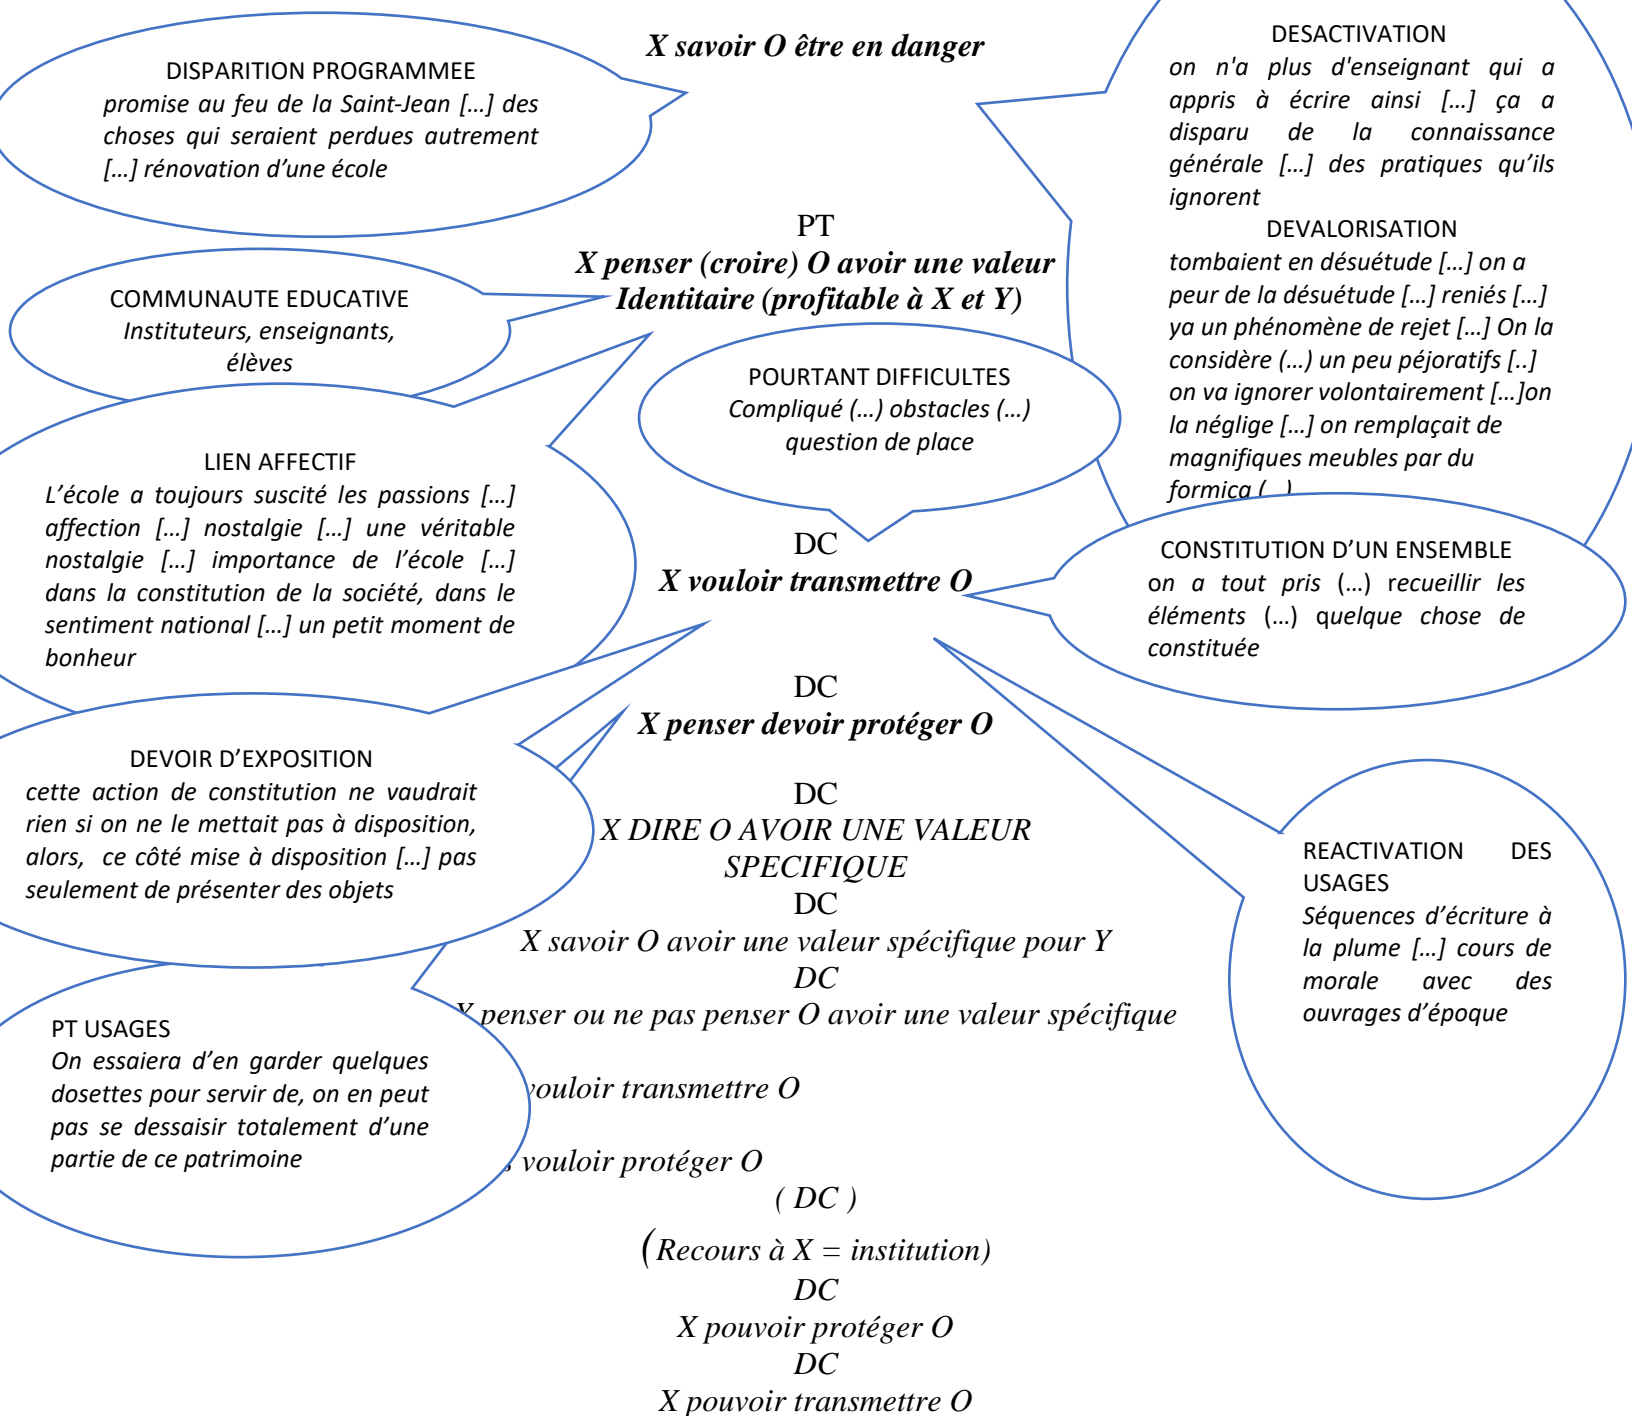 X savoir O être en danger
DISPARITION PROGRAMMEE
promise au feu de la Saint-Jean […] des
choses qui seraient perdues autrement
[…] rénovation d’une école
DESACTIVATION
on n'a plus d'enseignant qui a
appris à écrire ainsi […] ça a
disparu de la connaissance
générale […] des pratiques qu’ils
ignorent
DEVALORISATION
tombaient en désuétude […] on a
peur de la désuétude […] reniés […]
ya un phénomène de rejet […] On la
considère (…) un peu péjoratifs [..]
on va ignorer volontairement […]on
la néglige […] on remplaçait de
magnifiques meubles par du
formica (…)
PT
X penser (croire) O avoir une valeur
Identitaire (profitable à X et Y)
COMMUNAUTE EDUCATIVE
Instituteurs, enseignants,
élèves
POURTANT DIFFICULTES
Compliqué (…) obstacles (…)
question de place
LIEN AFFECTIF
L’école a toujours suscité les passions […]
affection […] nostalgie […] une véritable
nostalgie […] importance de l’école […]
dans la constitution de la société, dans le
sentiment national […] un petit moment de
bonheur
DC
X vouloir transmettre O
CONSTITUTION D’UN ENSEMBLE
on a tout pris (…) recueillir les
éléments (…) quelque chose de
constituée
DC
X penser devoir protéger O
DEVOIR D’EXPOSITION
cette action de constitution ne vaudrait
rien si on ne le mettait pas à disposition,
alors, ce côté mise à disposition […] pas
seulement de présenter des objets
DC
X DIRE O AVOIR UNE VALEUR
SPECIFIQUE
DC
X savoir O avoir une valeur spécifique pour Y
DC
X penser ou ne pas penser O avoir une valeur spécifique
REACTIVATION DES
USAGES
Séquences d’écriture à
la plume […] cours de
morale avec des
ouvrages d’époque
PT USAGES
On essaiera d’en garder quelques
dosettes pour servir de, on en peut
pas se dessaisir totalement d’une
partie de ce patrimoine
vouloir transmettre O
vouloir protéger O
( DC )
(Recours à X = institution)
DC
X pouvoir protéger O
DC
X pouvoir transmettre O